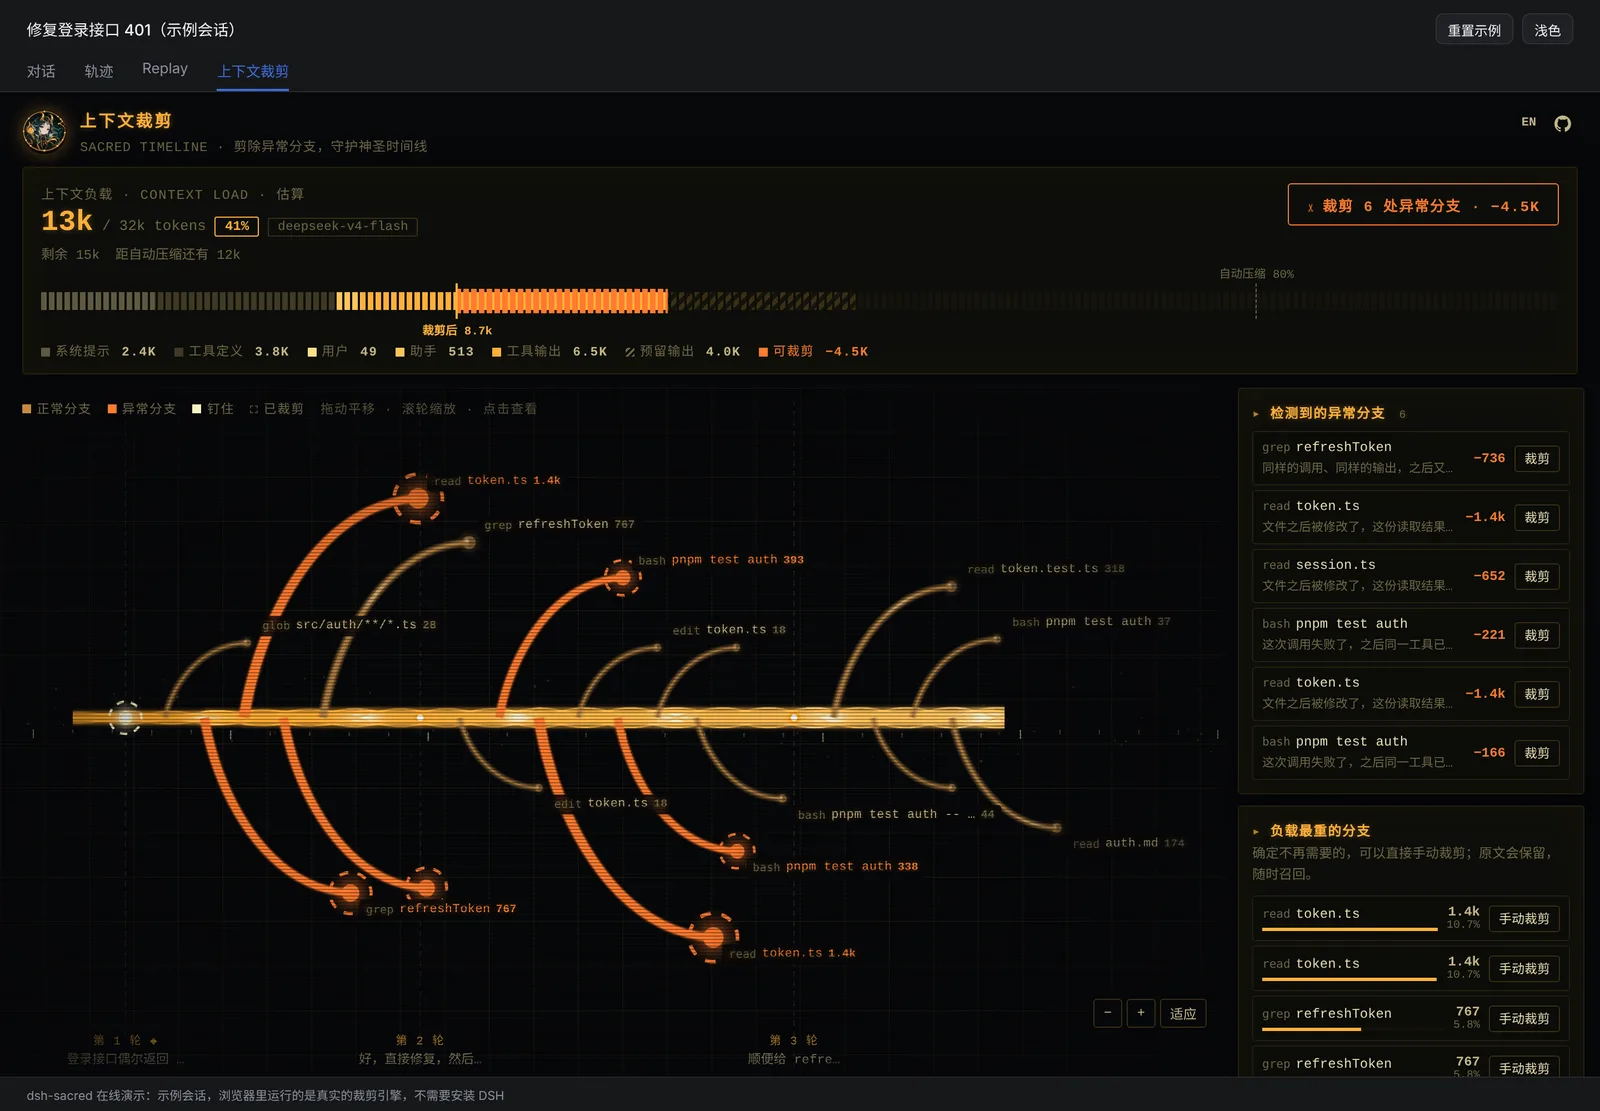 修复登录接口 401（示例会话）
重置示例
浅色
对话
轨迹
Replay
上下文裁剪
上下文裁剪
SACRED TIMELINE · 剪除异常分支，守护神圣时间线
EN
上下文负载 · CONTEXT LOAD · 估算
13k / 32k tokens 41% deepseek-v4-flash
剩余 15k 距自动压缩还有 12k
裁剪 6 处异常分支 · −4.5K
自动压缩 80%
裁剪后 8.7k
系统提示 2.4K 工具定义 3.8K 用户 49 助手 513 工具输出 6.5K 预留输出 4.0K 可裁剪 −4.5K
正常分支 异常分支 钉住 已裁剪 拖动平移 · 滚轮缩放 · 点击查看
read token.ts 1.4k
grep refreshToken 767
bash pnpm test auth 393
read token.test.ts 318
glob src/auth/**/*.ts 28
edit token.ts 18
bash pnpm test auth 37
edit token.ts 18
bash pnpm test auth -- … 44
read auth.md 174
bash pnpm test auth 338
grep refreshToken 767
read token.ts 1.4k
− + 适应
第 1 轮
登录接口偶尔返回 …
第 2 轮
好，直接修复，然后…
第 3 轮
顺便给 refre…
检测到的异常分支 6
grep refreshToken
同样的调用、同样的输出，之后又…
−736 裁剪
read token.ts
文件之后被修改了，这份读取结果…
−1.4k 裁剪
read session.ts
文件之后被修改了，这份读取结果…
−652 裁剪
bash pnpm test auth
这次调用失败了，之后同一工具已…
−221 裁剪
read token.ts
文件之后被修改了，这份读取结果…
−1.4k 裁剪
bash pnpm test auth
这次调用失败了，之后同一工具已…
−166 裁剪
负载最重的分支
确定不再需要的，可以直接手动裁剪；原文会保留，
随时召回。
read token.ts 1.4k 10.7% 手动裁剪
read token.ts 1.4k 10.7% 手动裁剪
grep refreshToken 767 5.8% 手动裁剪
grep refreshToken 767 5.8% 手动裁剪
dsh-sacred 在线演示：示例会话，浏览器里运行的是真实的裁剪引擎，不需要安装 DSH